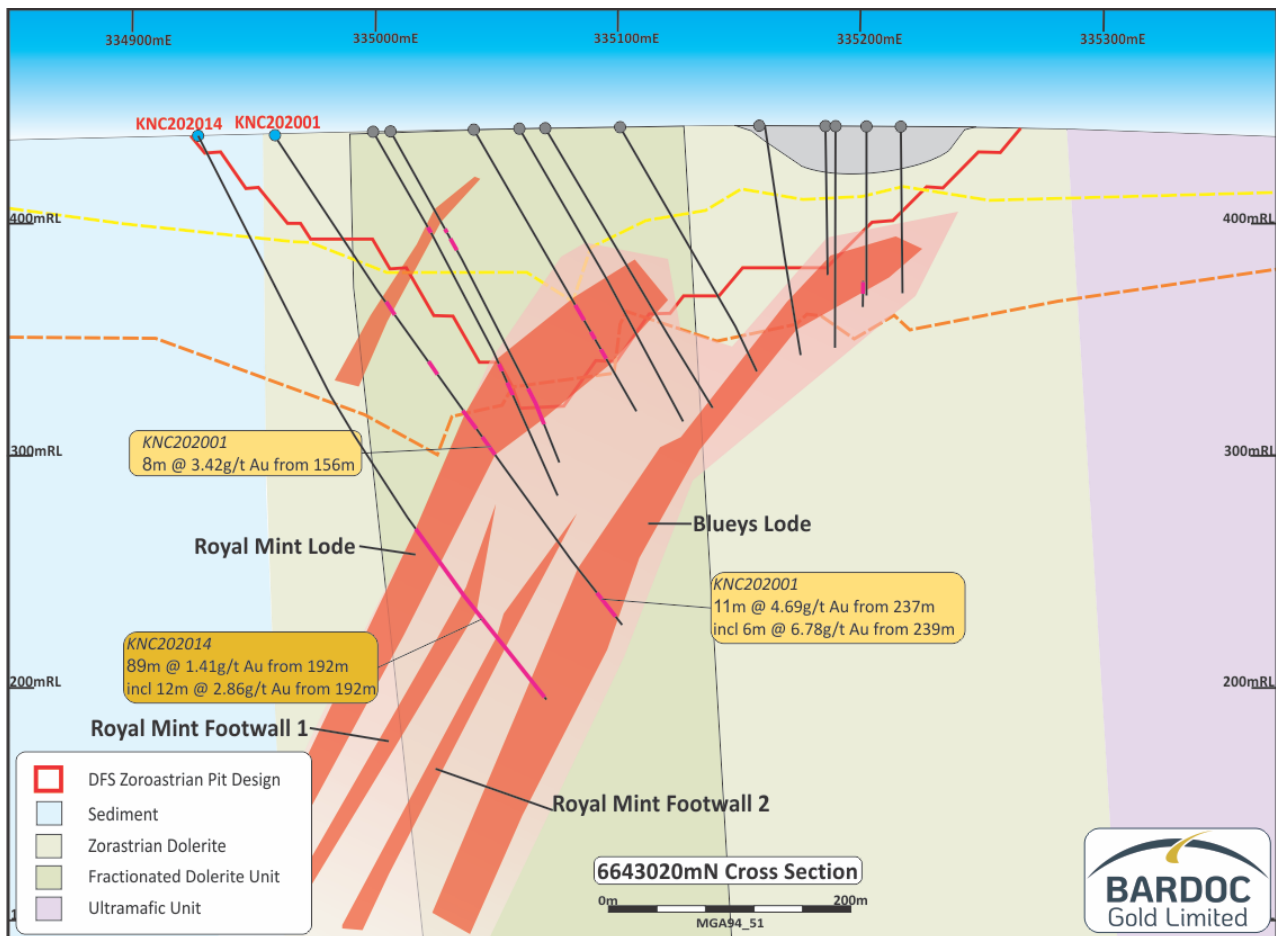 334900mE
335000mE
335100mE
335200mE
335300mE
KNC202014
KNC202001
400mRL
400mRL
300mRL
300mRL
KNC202001
8m @ 3.42g/t Au from 156m
Royal Mint Lode
Blueys Lode
KNC202001
11m @ 4.69g/t Au from 237m
incl 6m @ 6.78g/t Au from 239m
KNC202014
89m @ 1.41g/t Au from 192m
incl 12m @ 2.86g/t Au from 192m
200mRL
200mRL
Royal Mint Footwall 1
Royal Mint Footwall 2
DFS Zoroastrian Pit Design
Sediment
Zorastrian Dolerite
Fractionated Dolerite Unit
Ultramafic Unit
6643020mN Cross Section
0m
200m
MGA94_51
BARDOC
Gold Limited